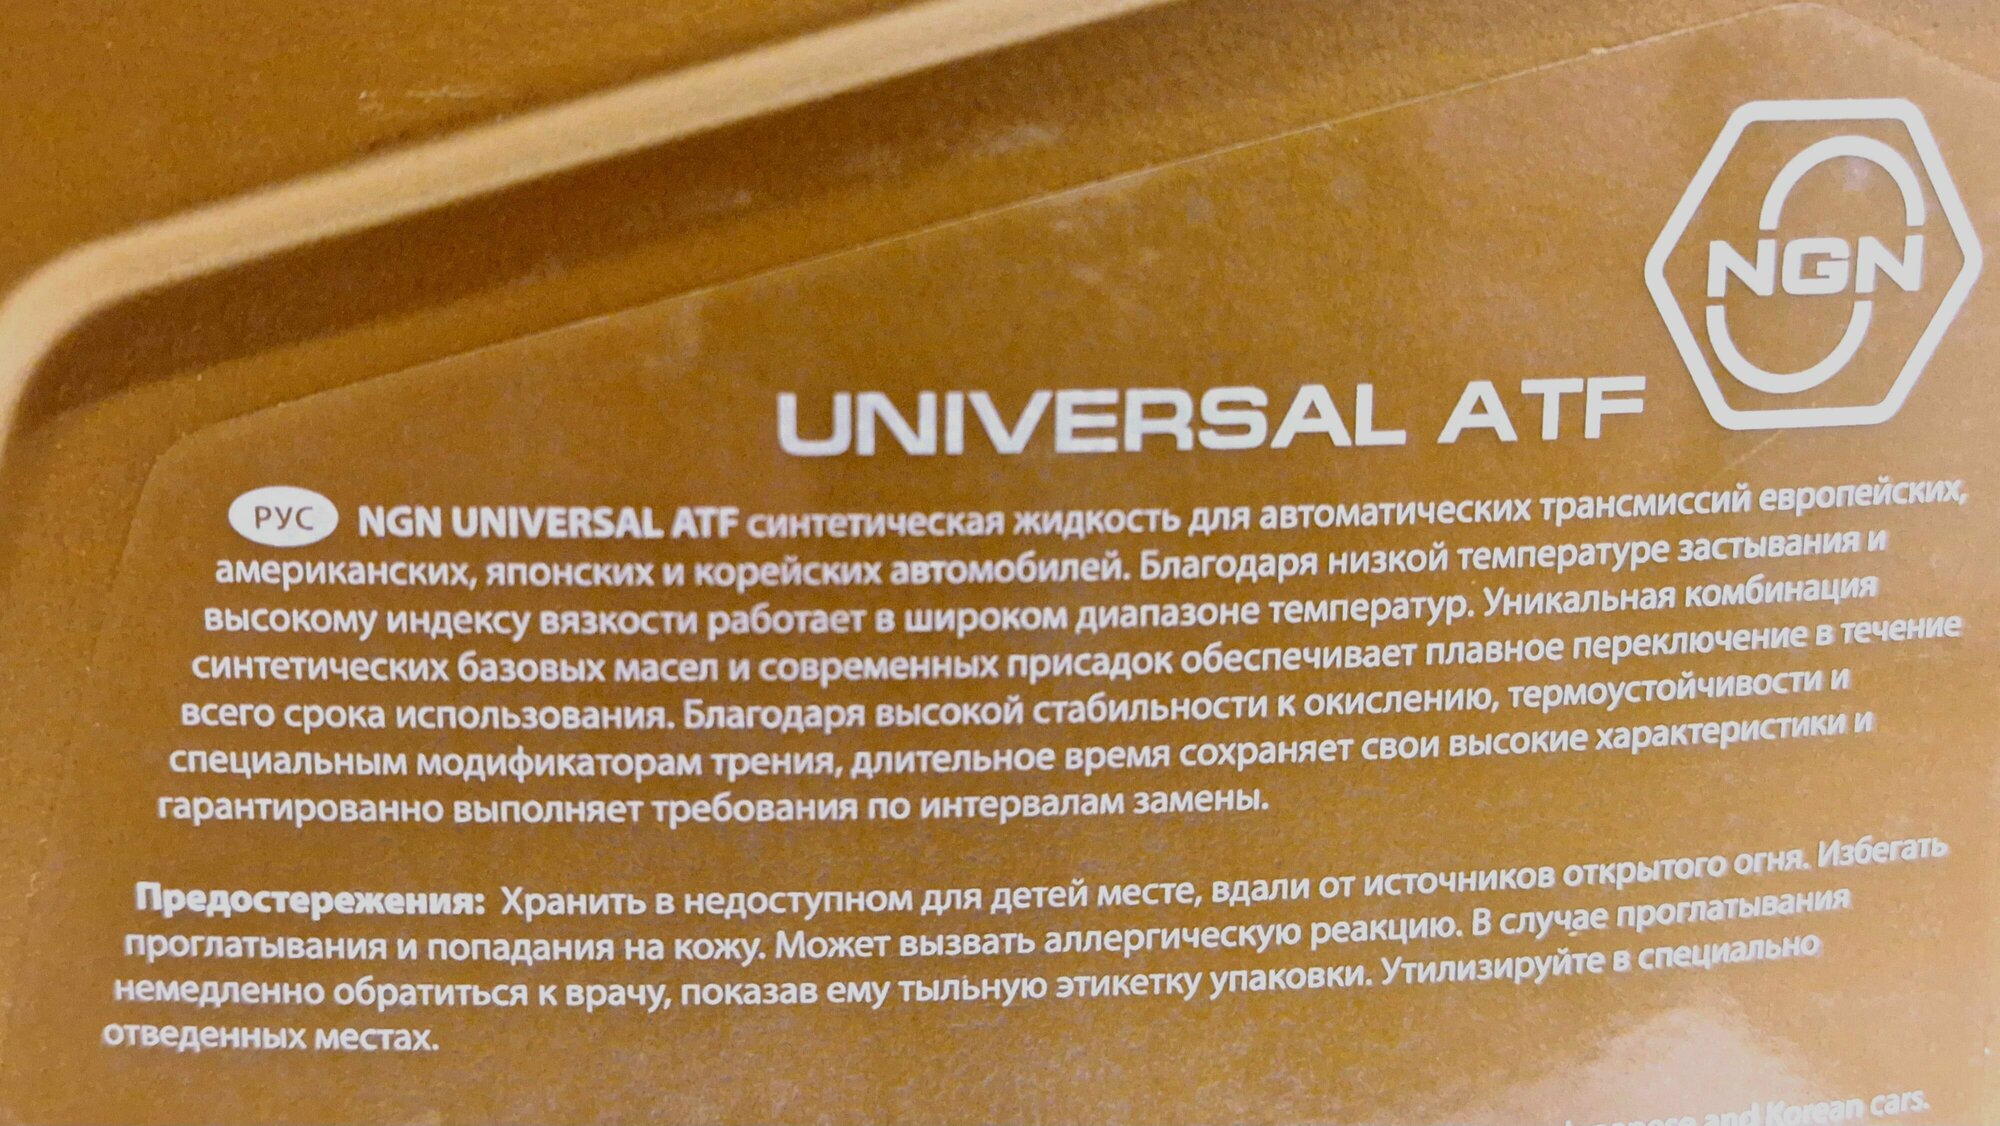 NGN
UNIVERSAL ATF
РУС NGN UNIVERSAL ATF синтетическая жидкость для автоматических трансмиссий европейских,
американских, японских и корейских автомобилей. Благодаря низкой температуре застывания и
высокому индексу вязкости работает в широком диапазоне температур. Уникальная комбинация
синтетических базовых масел и современных присадок обеспечивает плавное переключение в течение
всего срока использования. Благодаря высокой стабильности к окислению, термоустойчивости и
специальным модификаторам трения, длительное время сохраняет свои высокие характеристики и
гарантированно выполняет требования по интервалам замены.
Предостережения: Хранить в недоступном для детей месте, вдали от источников открытого огня. Избегать
проглатывания и попадания на кожу. Может вызвать аллергическую реакцию. В случае проглатывания
немедленно обратиться к врачу, показав ему тыльную этикетку упаковки. Утилизируйте в специально
отведенных местах.
and Korean cars.